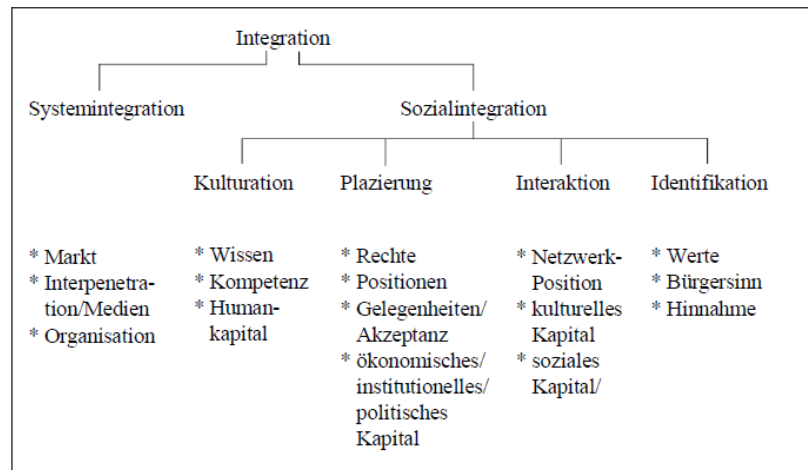 Integration
Systemintegration
Sozialintegration
Kulturation
Plazierung
Interaktion
Identifikation
* Markt
* Interpenetra-
tion/Medien
* Organisation
* Wissen
* Kompetenz
* Human-
kapital
* Rechte
* Positionen
* Gelegenheiten/
Akzeptanz
* ökonomisches/
institutionelles/
politisches
Kapital
* Netzwerk-
Position
* kulturelles
Kapital
* soziales
Kapital/
* Werte
* Bürgersinn
* Hinnahme